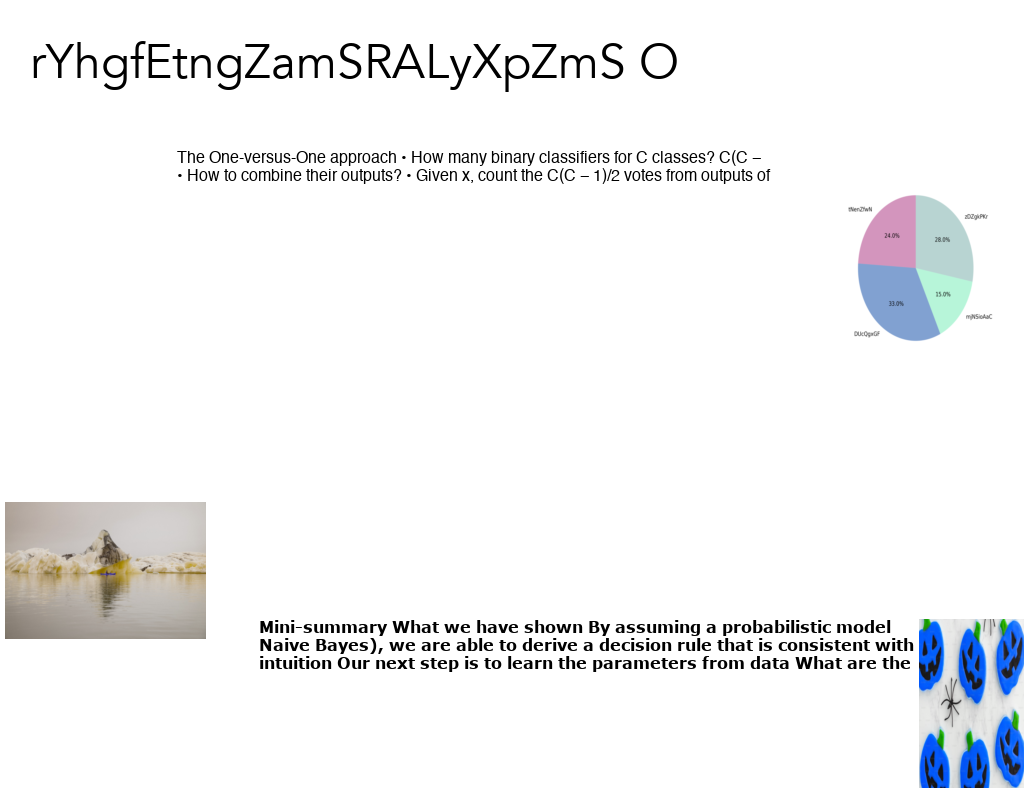 rYhgfEtngZamSRALyXpZmS O
The One-versus-One approach • How many binary classifiers for C classes? C(C –
• How to combine their outputs? • Given x, count the C(C – 1)/2 votes from outputs of
tNenZfwN
zDZgkPKr
24.0%
28.0%
15.0%
33.0%
mJNSioAaC
DUcQgxGF
Mini-summary What we have shown By assuming a probabilistic model
Naive Bayes), we are able to derive a decision rule that is consistent with
intuition Our next step is to learn the parameters from data What are the